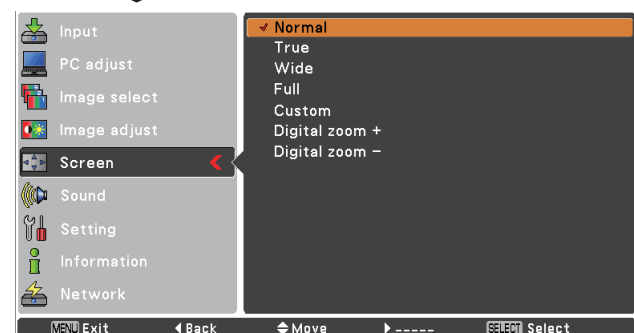 Input
PC adjust
Image select
Image adjust
Screen
Sound
Setting
Information
Network
Normal
True
Wide
Full
Custom
Digital zoom +
Digital zoom −
MENU Exit ◀Back ⬍Move ▶----- SELECT Select